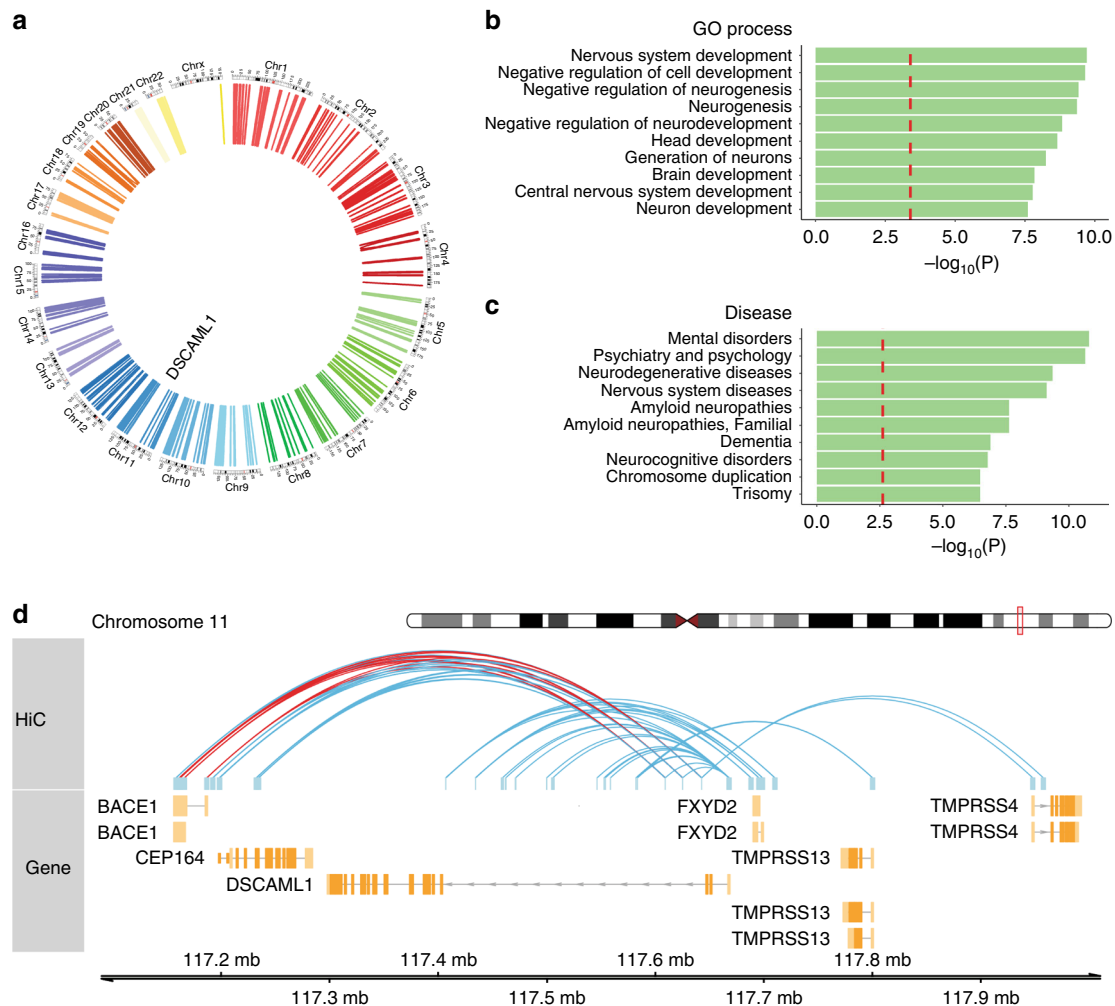 a
Chr1
Chr2
Chr3
Chr4
Chr5
Chr6
Chr7
Chr8
Chr9
Chr10
Chr11
Chr12
Chr13
Chr14
Chr15
Chr16
Chr17
Chr18
Chr19
Chr20
Chr21
Chr22
Chrx
DSCAML1
b
GO process
Nervous system development
Negative regulation of cell development
Negative regulation of neurogenesis
Neurogenesis
Negative regulation of neurodevelopment
Head development
Generation of neurons
Brain development
Central nervous system development
Neuron development
0.0 2.5 5.0 7.5 10.0
–log10(P)
c
Disease
Mental disorders
Psychiatry and psychology
Neurodegenerative diseases
Nervous system diseases
Amyloid neuropathies
Amyloid neuropathies, Familial
Dementia
Neurocognitive disorders
Chromosome duplication
Trisomy
0.0 2.5 5.0 7.5 10.0
–log10(P)
d
Chromosome 11
HiC
Gene
BACE1 FXYD2 TMPRSS4
BACE1 FXYD2 TMPRSS4
CEP164 TMPRSS13
DSCAML1
TMPRSS13
TMPRSS13
117.2 mb 117.4 mb 117.6 mb 117.8 mb
117.3 mb 117.5 mb 117.7 mb 117.9 mb